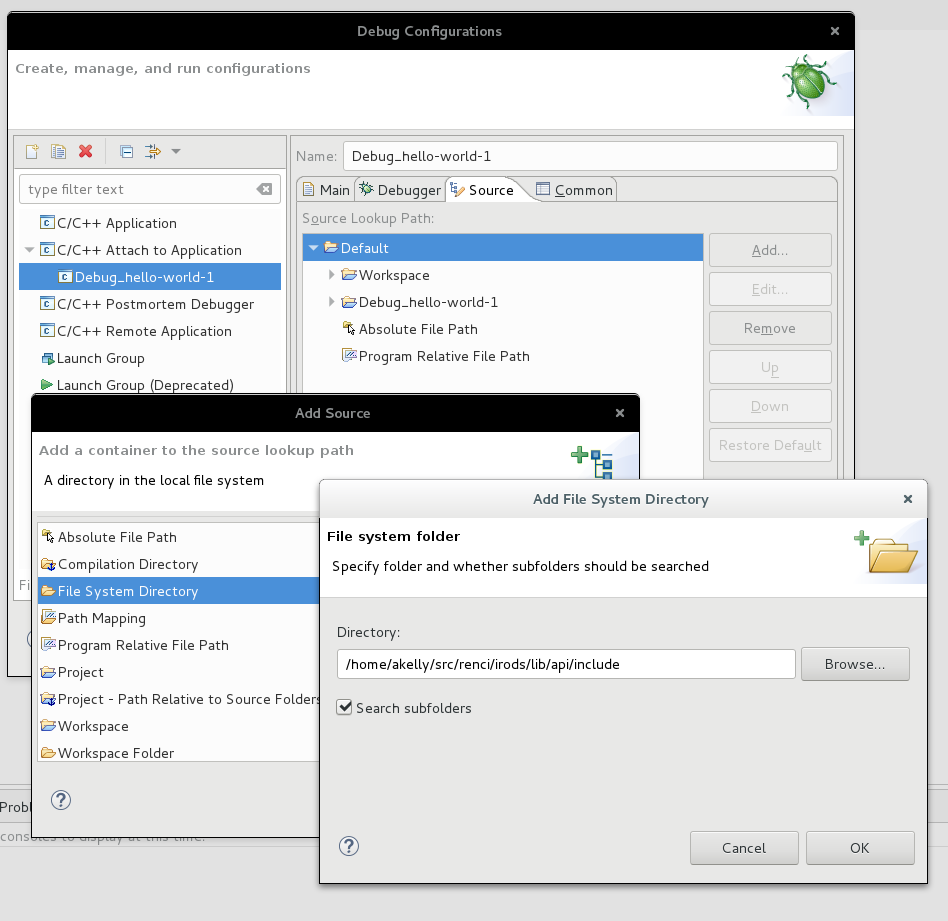 Debug Configurations
Create, manage, and run configurations
Name: Debug_hello-world-1
type filter text
Main Debugger Source Common
C/C++ Application
C/C++ Attach to Application
Debug_hello-world-1
C/C++ Postmortem Debugger
C/C++ Remote Application
Launch Group
Launch Group (Deprecated)
Source Lookup Path:
Default
Workspace
Debug_hello-world-1
Absolute File Path
Program Relative File Path
Add...
Edit...
Remove
Up
Down
Restore Default
Add Source
Add a container to the source lookup path
A directory in the local file system
Absolute File Path
Compilation Directory
File System Directory
Path Mapping
Program Relative File Path
Project
Project - Path Relative to Source Folders
Workspace
Workspace Folder
Add File System Directory
File system folder
Specify folder and whether subfolders should be searched
Directory:
/home/akelly/src/renci/irods/lib/api/include
Browse...
Search subfolders
Cancel OK
consoles to display at this time.